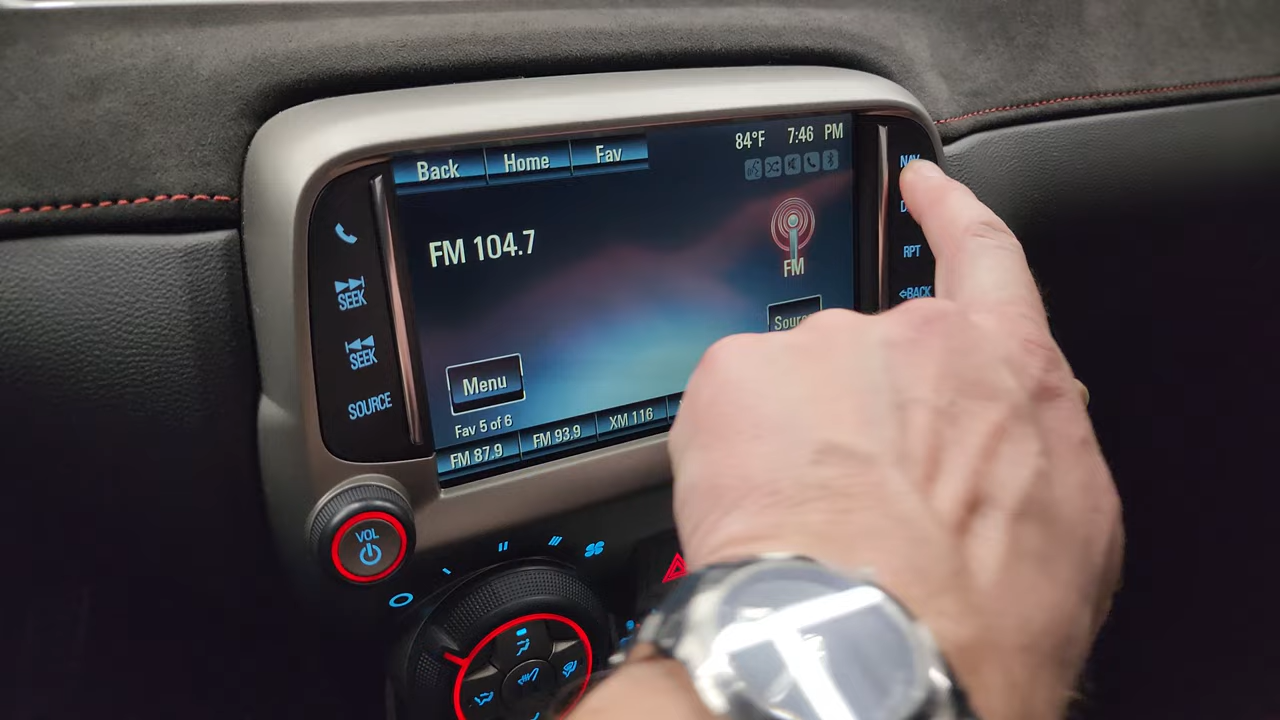 84°F 7:46 PM
Back Home Fav
NAV
FM 104.7
FM
RPT
BACK
SEEK
SEEK
SOURCE
Menu
Fav 5 of 6
FM 87.9 FM 93.9 XM 116
VOL